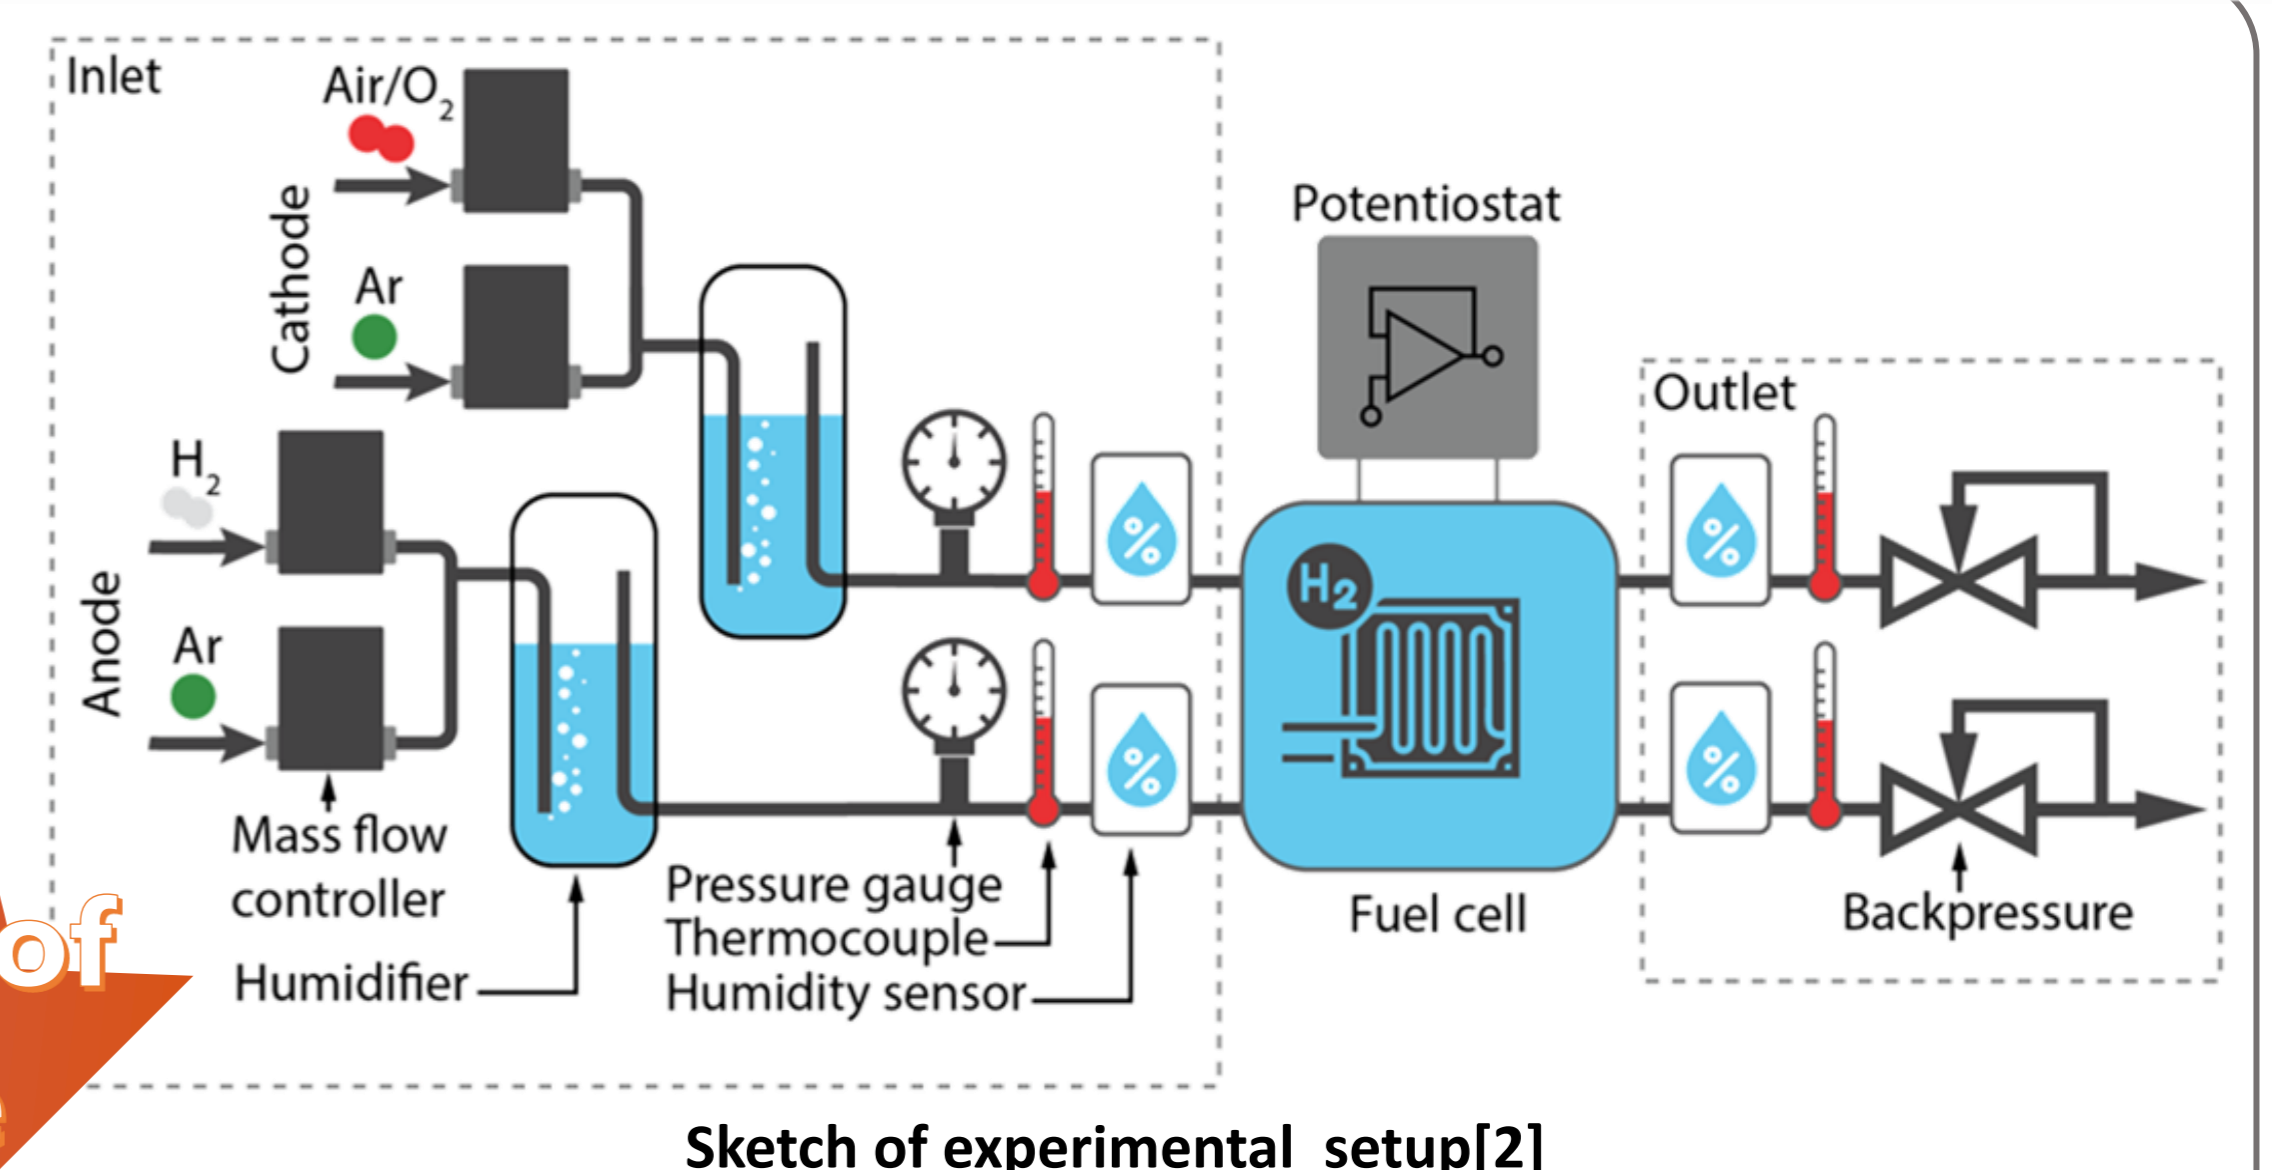 Inlet
Air/O2
Cathode
Ar
H2
Anode
Ar
Mass flow
controller
Humidifier
Pressure gauge
Thermocouple
Humidity sensor
%
%
Potentiostat
H2
Fuel cell
Outlet
%
%
Backpressure
of
Sketch of experimental setup[2]